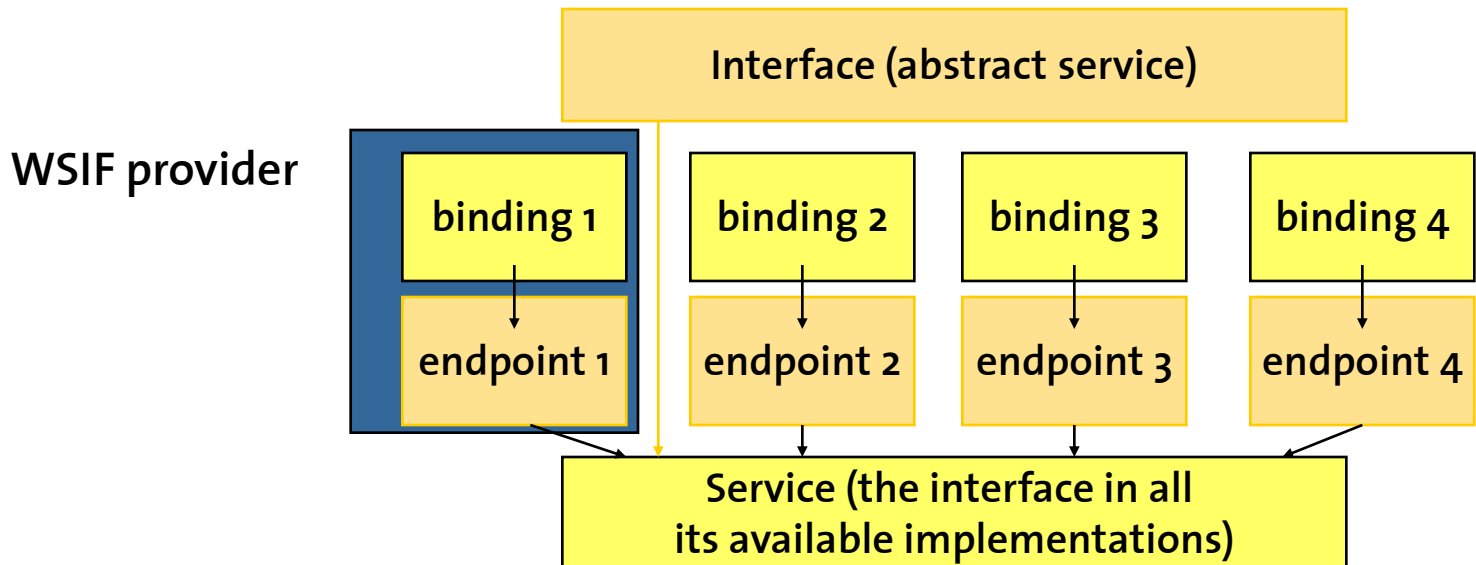 Interface (abstract service)
WSIF provider
binding 1
binding 2
binding 3
binding 4
endpoint 1
endpoint 2
endpoint 3
endpoint 4
Service (the interface in all
its available implementations)